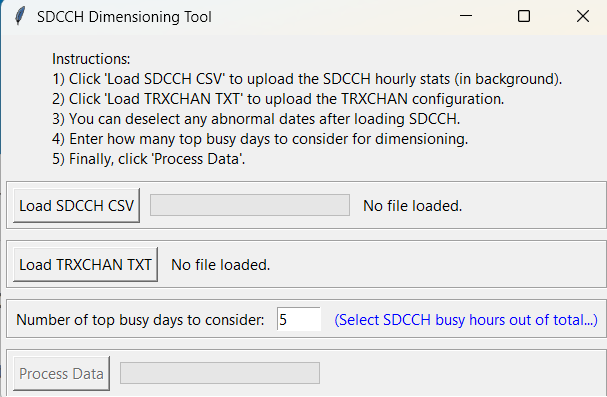 SDCCH Dimensioning Tool
Instructions:
1) Click 'Load SDCCH CSV' to upload the SDCCH hourly stats (in background).
2) Click 'Load TRXCHAN TXT' to upload the TRXCHAN configuration.
3) You can deselect any abnormal dates after loading SDCCH.
4) Enter how many top busy days to consider for dimensioning.
5) Finally, click 'Process Data'.
Load SDCCH CSV No file loaded.
Load TRXCHAN TXT No file loaded.
Number of top busy days to consider: 5 (Select SDCCH busy hours out of total...)
Process Data